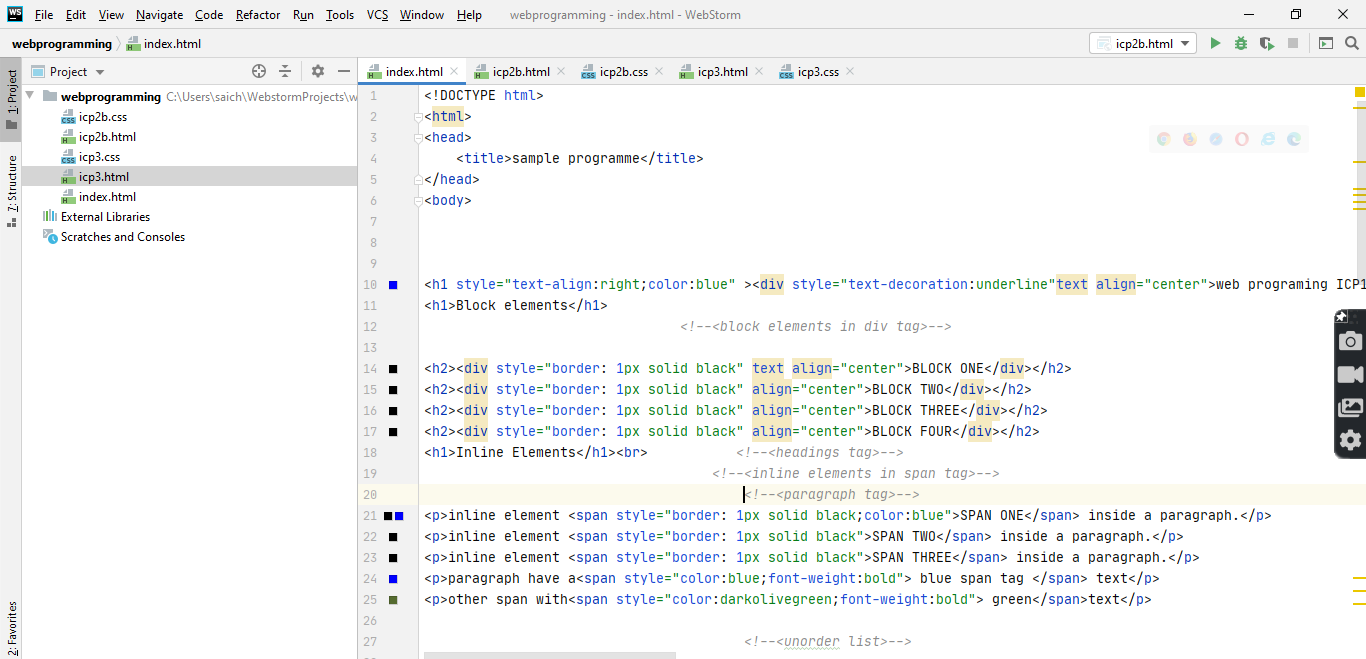 WS File Edit View Navigate Code Refactor Run Tools VCS Window Help webprogramming - index.html - WebStorm
webprogramming index.html icp2b.html
1: Project
Project
index.html icp2b.html icp2b.css icp3.html icp3.css
webprogramming C:\Users\saich\WebstormProjects\w
icp2b.css
icp2b.html
icp3.css
icp3.html
index.html
External Libraries
Scratches and Consoles
7: Structure
2: Favorites
1 <!DOCTYPE html>
2 <html>
3 <head>
4 <title>sample programme</title>
5 </head>
6 <body>
7
8
9
10 <h1 style="text-align:right;color:blue" ><div style="text-decoration:underline"text align="center">web programing ICP1
11 <h1>Block elements</h1>
12 <!--<block elements in div tag>-->
13
14 <h2><div style="border: 1px solid black" text align="center">BLOCK ONE</div></h2>
15 <h2><div style="border: 1px solid black" align="center">BLOCK TWO</div></h2>
16 <h2><div style="border: 1px solid black" align="center">BLOCK THREE</div></h2>
17 <h2><div style="border: 1px solid black" align="center">BLOCK FOUR</div></h2>
18 <h1>Inline Elements</h1><br> <!--<headings tag>-->
19 <!--<inline elements in span tag>-->
20 <!--<paragraph tag>-->
21 <p>inline element <span style="border: 1px solid black;color:blue">SPAN ONE</span> inside a paragraph.</p>
22 <p>inline element <span style="border: 1px solid black">SPAN TWO</span> inside a paragraph.</p>
23 <p>inline element <span style="border: 1px solid black">SPAN THREE</span> inside a paragraph.</p>
24 <p>paragraph have a<span style="color:blue;font-weight:bold"> blue span tag </span> text</p>
25 <p>other span with<span style="color:darkolivegreen;font-weight:bold"> green</span>text</p>
26
27 <!--<unorder list>-->